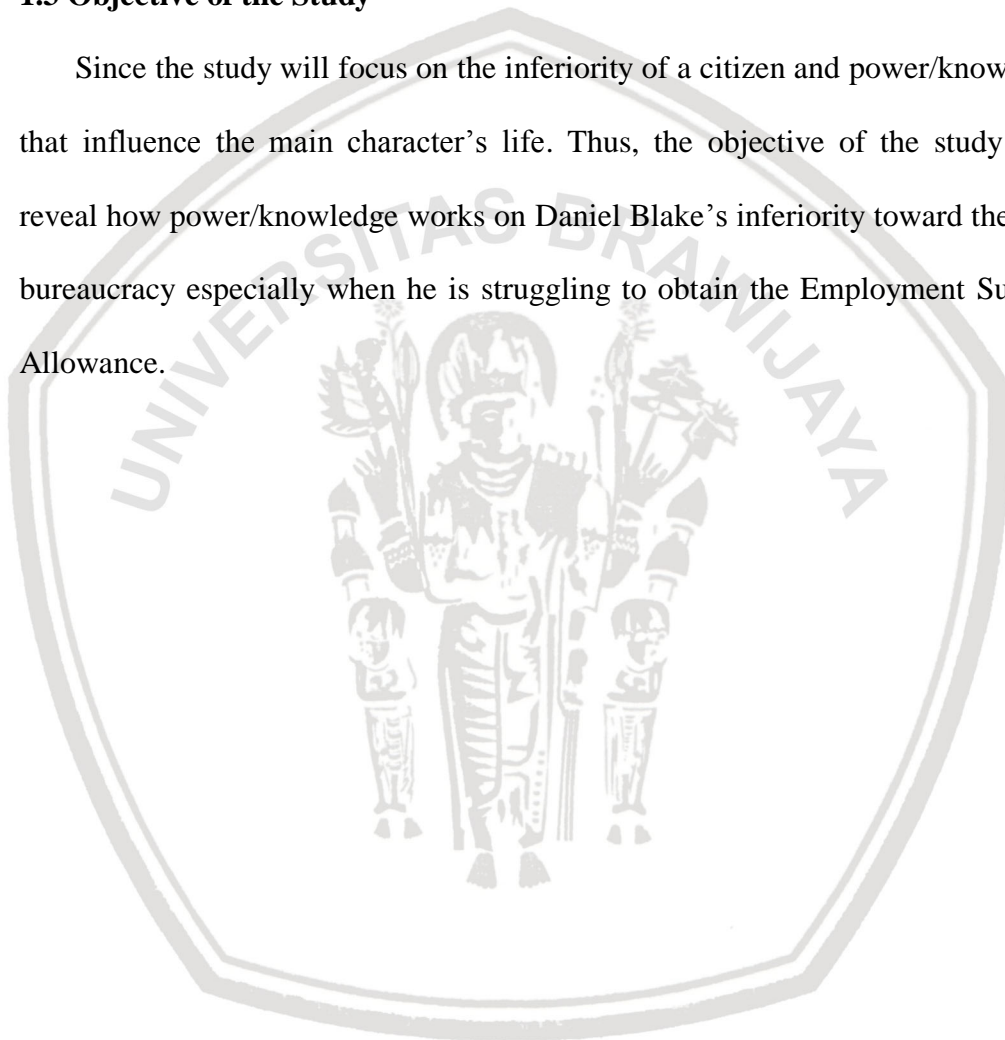 1.3 Objective of the Study
Since the study will focus on the inferiority of a citizen and power/know
that influence the main character’s life. Thus, the objective of the study
reveal how power/knowledge works on Daniel Blake’s inferiority toward the
bureaucracy especially when he is struggling to obtain the Employment Su
Allowance.
UNIVERSITAS BRAWIJAYA